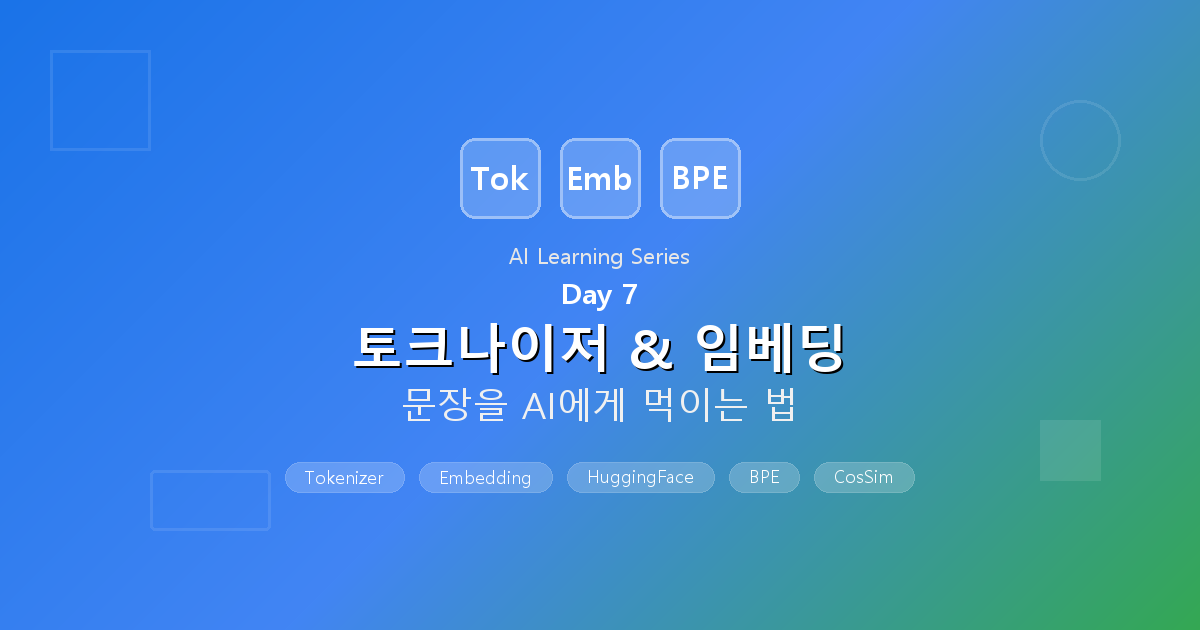 Tok Emb BPE
AI Learning Series
Day 7
토크나이저 & 임베딩
문장을 AI에게 먹이는 법
Tokenizer Embedding HuggingFace BPE CosSim